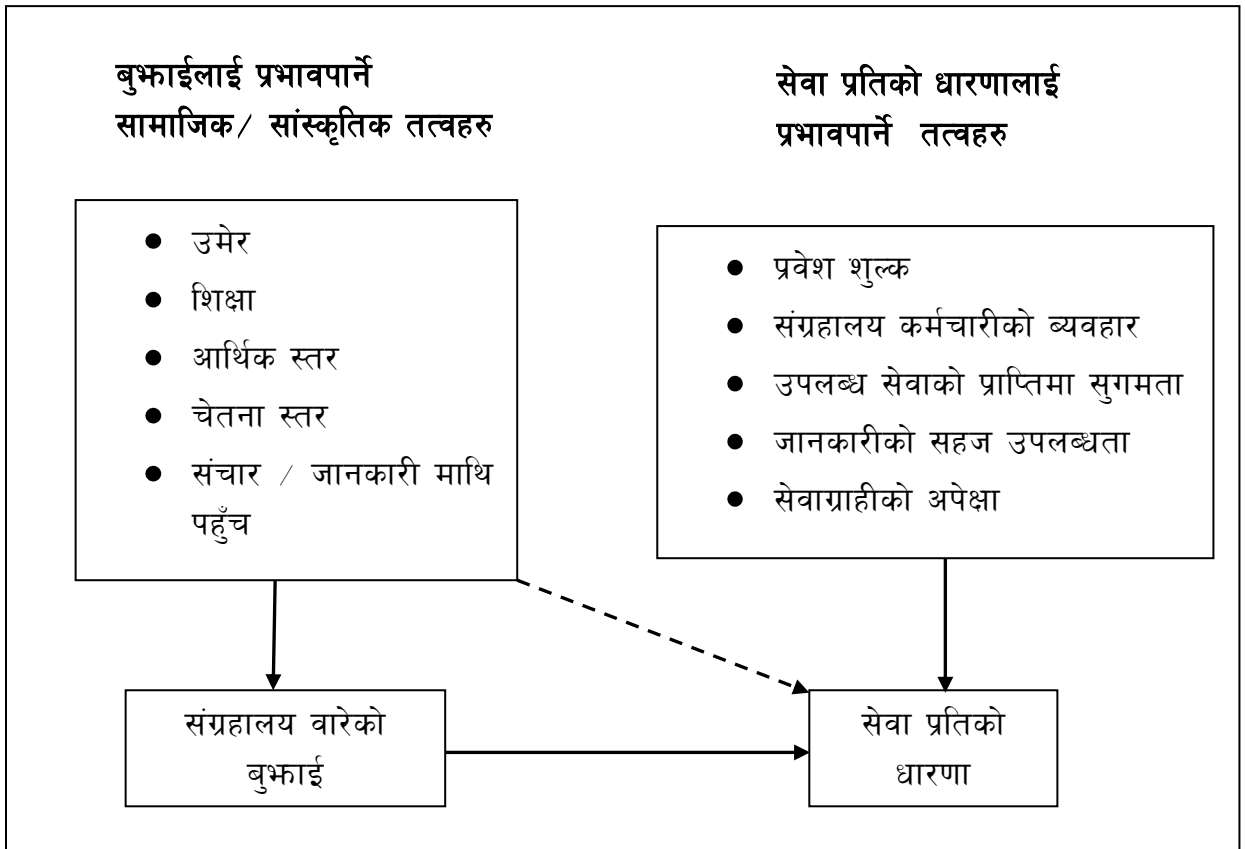 बुझाईलाई प्रभावपार्ने
सामाजिक/ सांस्कृतिक तत्वहरु
सेवा प्रतिको धारणालाई
प्रभावपार्ने तत्वहरु
● उमेर
● शिक्षा
● आर्थिक स्तर
● चेतना स्तर
● संचार / जानकारी माथि
पहुँच
● प्रवेश शुल्क
● संग्रहालय कर्मचारीको ब्यवहार
● उपलब्ध सेवाको प्राप्तिमा सुगमता
● जानकारीको सहज उपलब्धता
● सेवाग्राहीको अपेक्षा
संग्रहालय वारेको
बुझाई
सेवा प्रतिको
धारणा